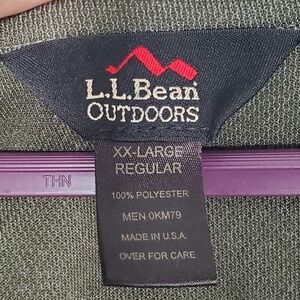 L.L.Bean
OUTDOORS
XX-LARGE
REGULAR
THN
100% POLYESTER
MEN 0KM79
MADE IN U.S.A.
OVER FOR CARE